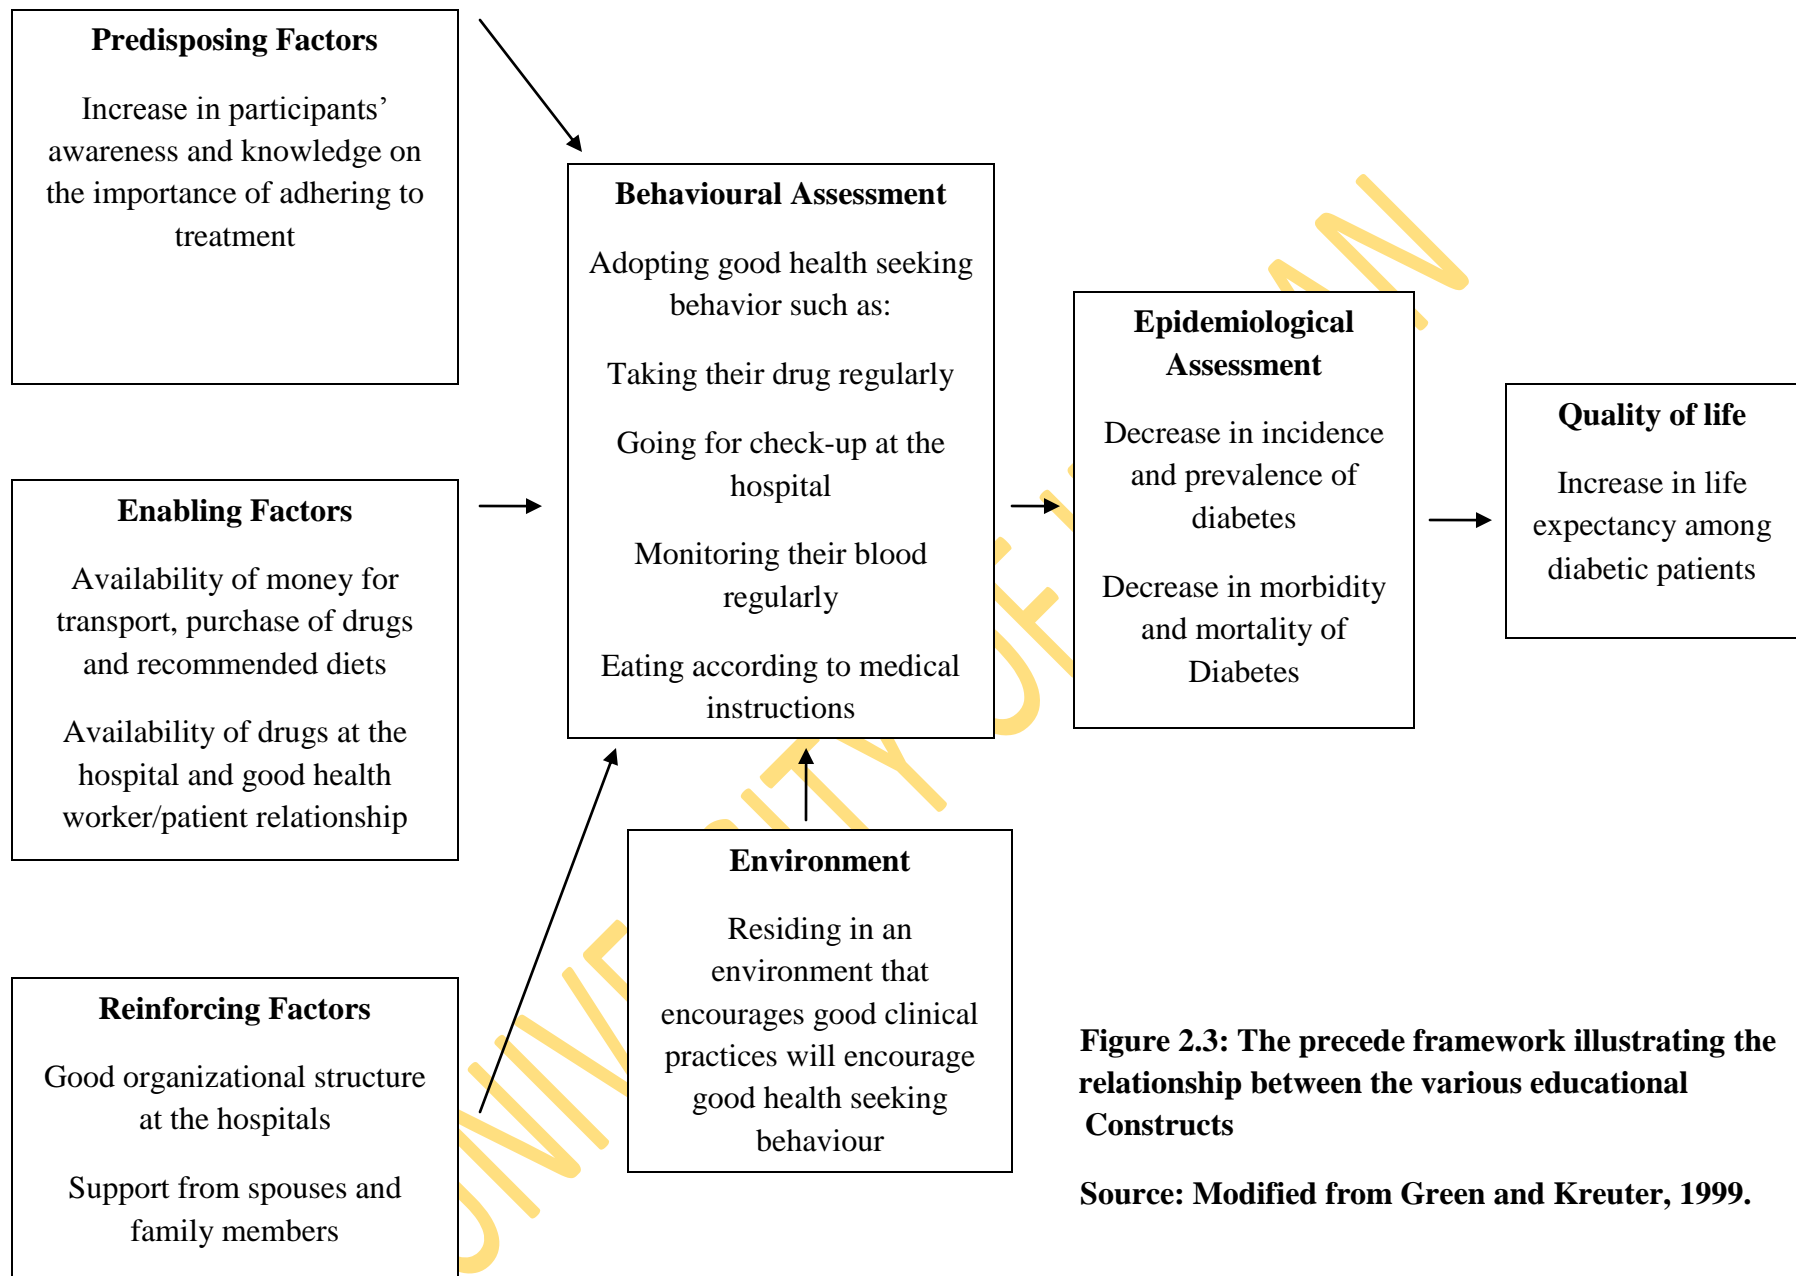 Predisposing Factors
Increase in participants’
awareness and knowledge on
the importance of adhering to
treatment
Enabling Factors
Availability of money for
transport, purchase of drugs
and recommended diets
Availability of drugs at the
hospital and good health
worker/patient relationship
Reinforcing Factors
Good organizational structure
at the hospitals
Support from spouses and
family members
Behavioural Assessment
Adopting good health seeking
behavior such as:
Taking their drug regularly
Going for check-up at the
hospital
Monitoring their blood
regularly
Eating according to medical
instructions
Environment
Residing in an
environment that
encourages good clinical
practices will encourage
good health seeking
behaviour
Epidemiological
Assessment
Decrease in incidence
and prevalence of
diabetes
Decrease in morbidity
and mortality of
Diabetes
Quality of life
Increase in life
expectancy among
diabetic patients
Figure 2.3: The precede framework illustrating the
relationship between the various educational
Constructs
Source: Modified from Green and Kreuter, 1999.
OF